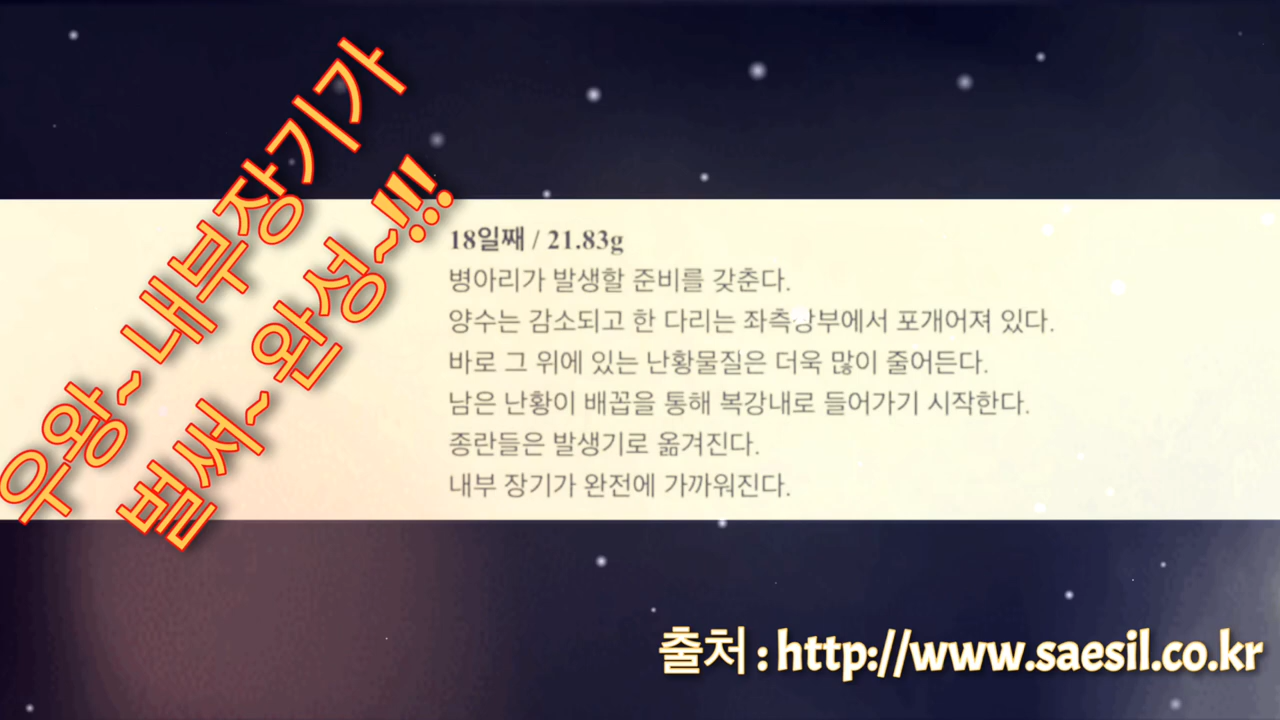 우왕~ 내부장기가
벌써~ 완성~!!!
18일째 / 21.83g
병아리가 발생할 준비를 갖춘다.
양수는 감소되고 한 다리는 좌측상부에서 포개어져 있다.
바로 그 위에 있는 난황물질은 더욱 많이 줄어든다.
남은 난황이 배꼽을 통해 복강내로 들어가기 시작한다.
종란들은 발생기로 옮겨진다.
내부 장기가 완전에 가까워진다.
출처 : http://www.saesil.co.kr